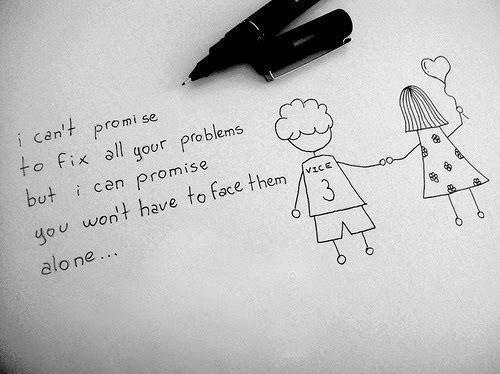 i can't promise
to fix all your problems
but i can promise
you won't have to face them
alone...
VICE
3